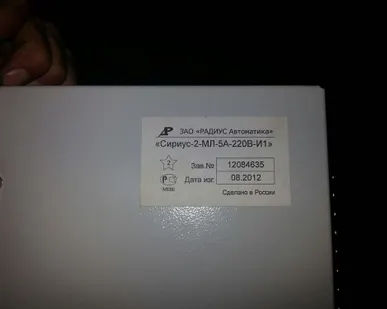 ЗАО «РАДИУС Автоматика»
«Сириус-2-МЛ-5А-220В-И1»
Зав.№ 12084635
Дата изг. 08.2012
Сделано в России